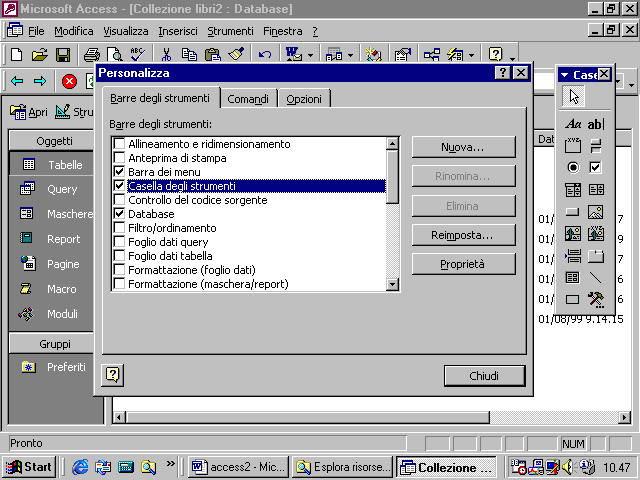 Microsoft Access - [Collezione libri2 : Database]
File Modifica Visualizza Inserisci Strumenti Finestra ?
Personalizza
Case
Barre degli strumenti Comandi Opzioni
Apri Stru
Oggetti
Tabelle
Query
Maschere
Report
Pagine
Macro
Moduli
Gruppi
Preferiti
Barre degli strumenti:
Allineamento e ridimensionamento
Anteprima di stampa
Barra dei menu
Casella degli strumenti
Controllo del codice sorgente
Database
Filtro/ordinamento
Foglio dati query
Foglio dati tabella
Formattazione (foglio dati)
Formattazione (maschera/report)
Nuova...
Rinomina...
Elimina
Reimposta...
Proprietà
Chiudi
Dat
Aa ab|
XYZ
01/ 7
01/ 9
01/ 7
01/ 6
01/ 6
01/08/99 9.14.15
Pronto
NUM
Start
access2 - Mic...
Esplora risorse...
Collezione ...
10.47